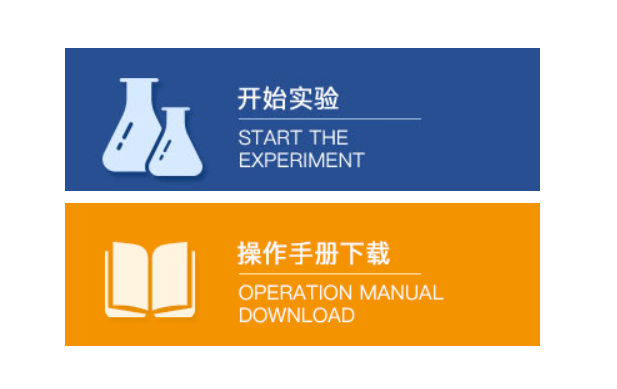 开始实验
START THE
EXPERIMENT
操作手册下载
OPERATION MANUAL
DOWNLOAD